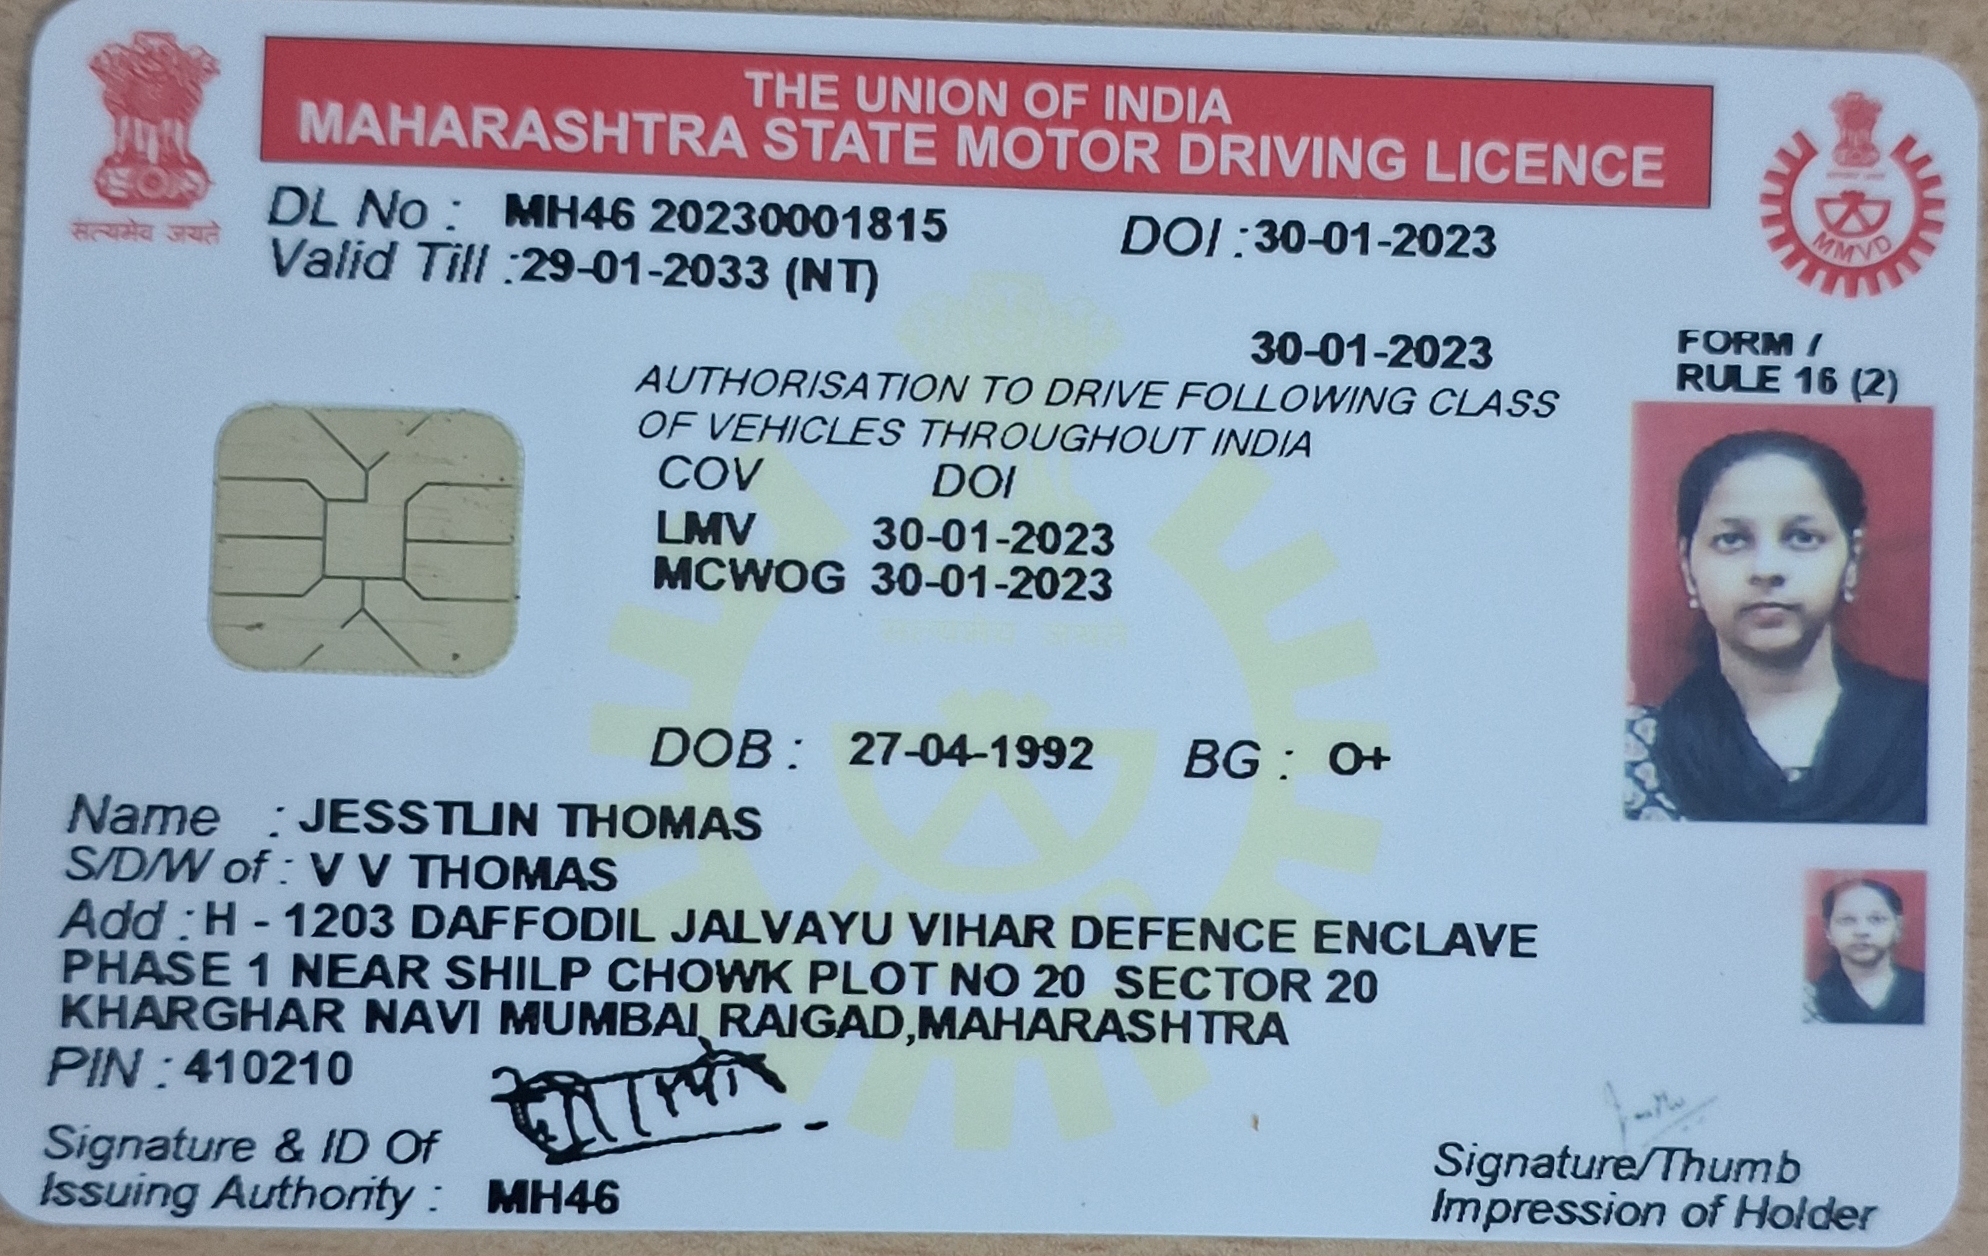 THE UNION OF INDIA
MAHARASHTRA STATE MOTOR DRIVING LICENCE
सत्यमेव जयते
MMVD
DL No : MH46 20230001815 DOI : 30-01-2023
Valid Till : 29-01-2033 (NT)
30-01-2023
FORM /
RULE 16 (2)
AUTHORISATION TO DRIVE FOLLOWING CLASS
OF VEHICLES THROUGHOUT INDIA
COV DOI
LMV 30-01-2023
MCWOG 30-01-2023
DOB : 27-04-1992 BG : O+
Name : JESSTLIN THOMAS
S/D/W of : V V THOMAS
Add : H - 1203 DAFFODIL JALVAYU VIHAR DEFENCE ENCLAVE
PHASE 1 NEAR SHILP CHOWK PLOT NO 20 SECTOR 20
KHARGHAR NAVI MUMBAI RAIGAD,MAHARASHTRA
PIN : 410210
Signature & ID Of
Issuing Authority : MH46
Signature/Thumb
Impression of Holder